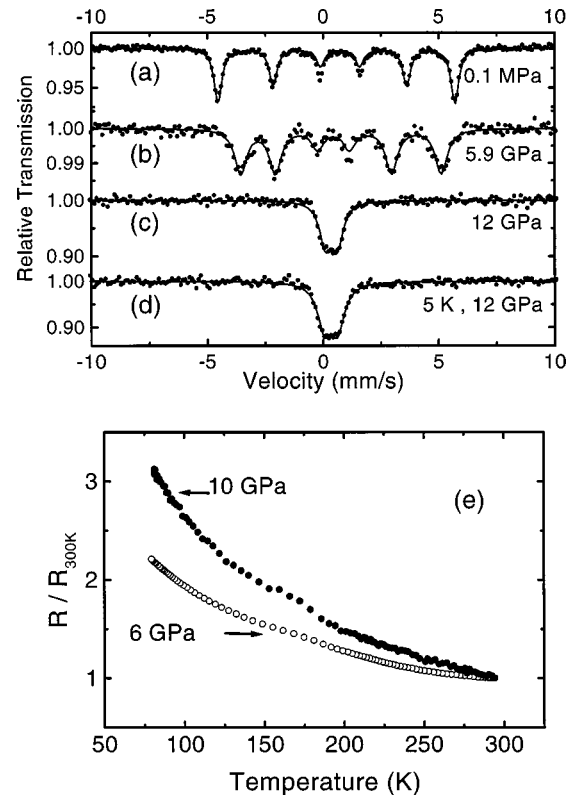 -10 -5 0 5 10
1.00
(a)
0.1 MPa
0.95
1.00
(b)
5.9 GPa
0.99
1.00
(c)
12 GPa
0.90
1.00
(d)
5 K , 12 GPa
0.90
Relative Transmission
-10 -5 0 5 10
Velocity (mm/s)
3
10 GPa
(e)
2
6 GPa
1
R / R300K
50 100 150 200 250 300
Temperature (K)